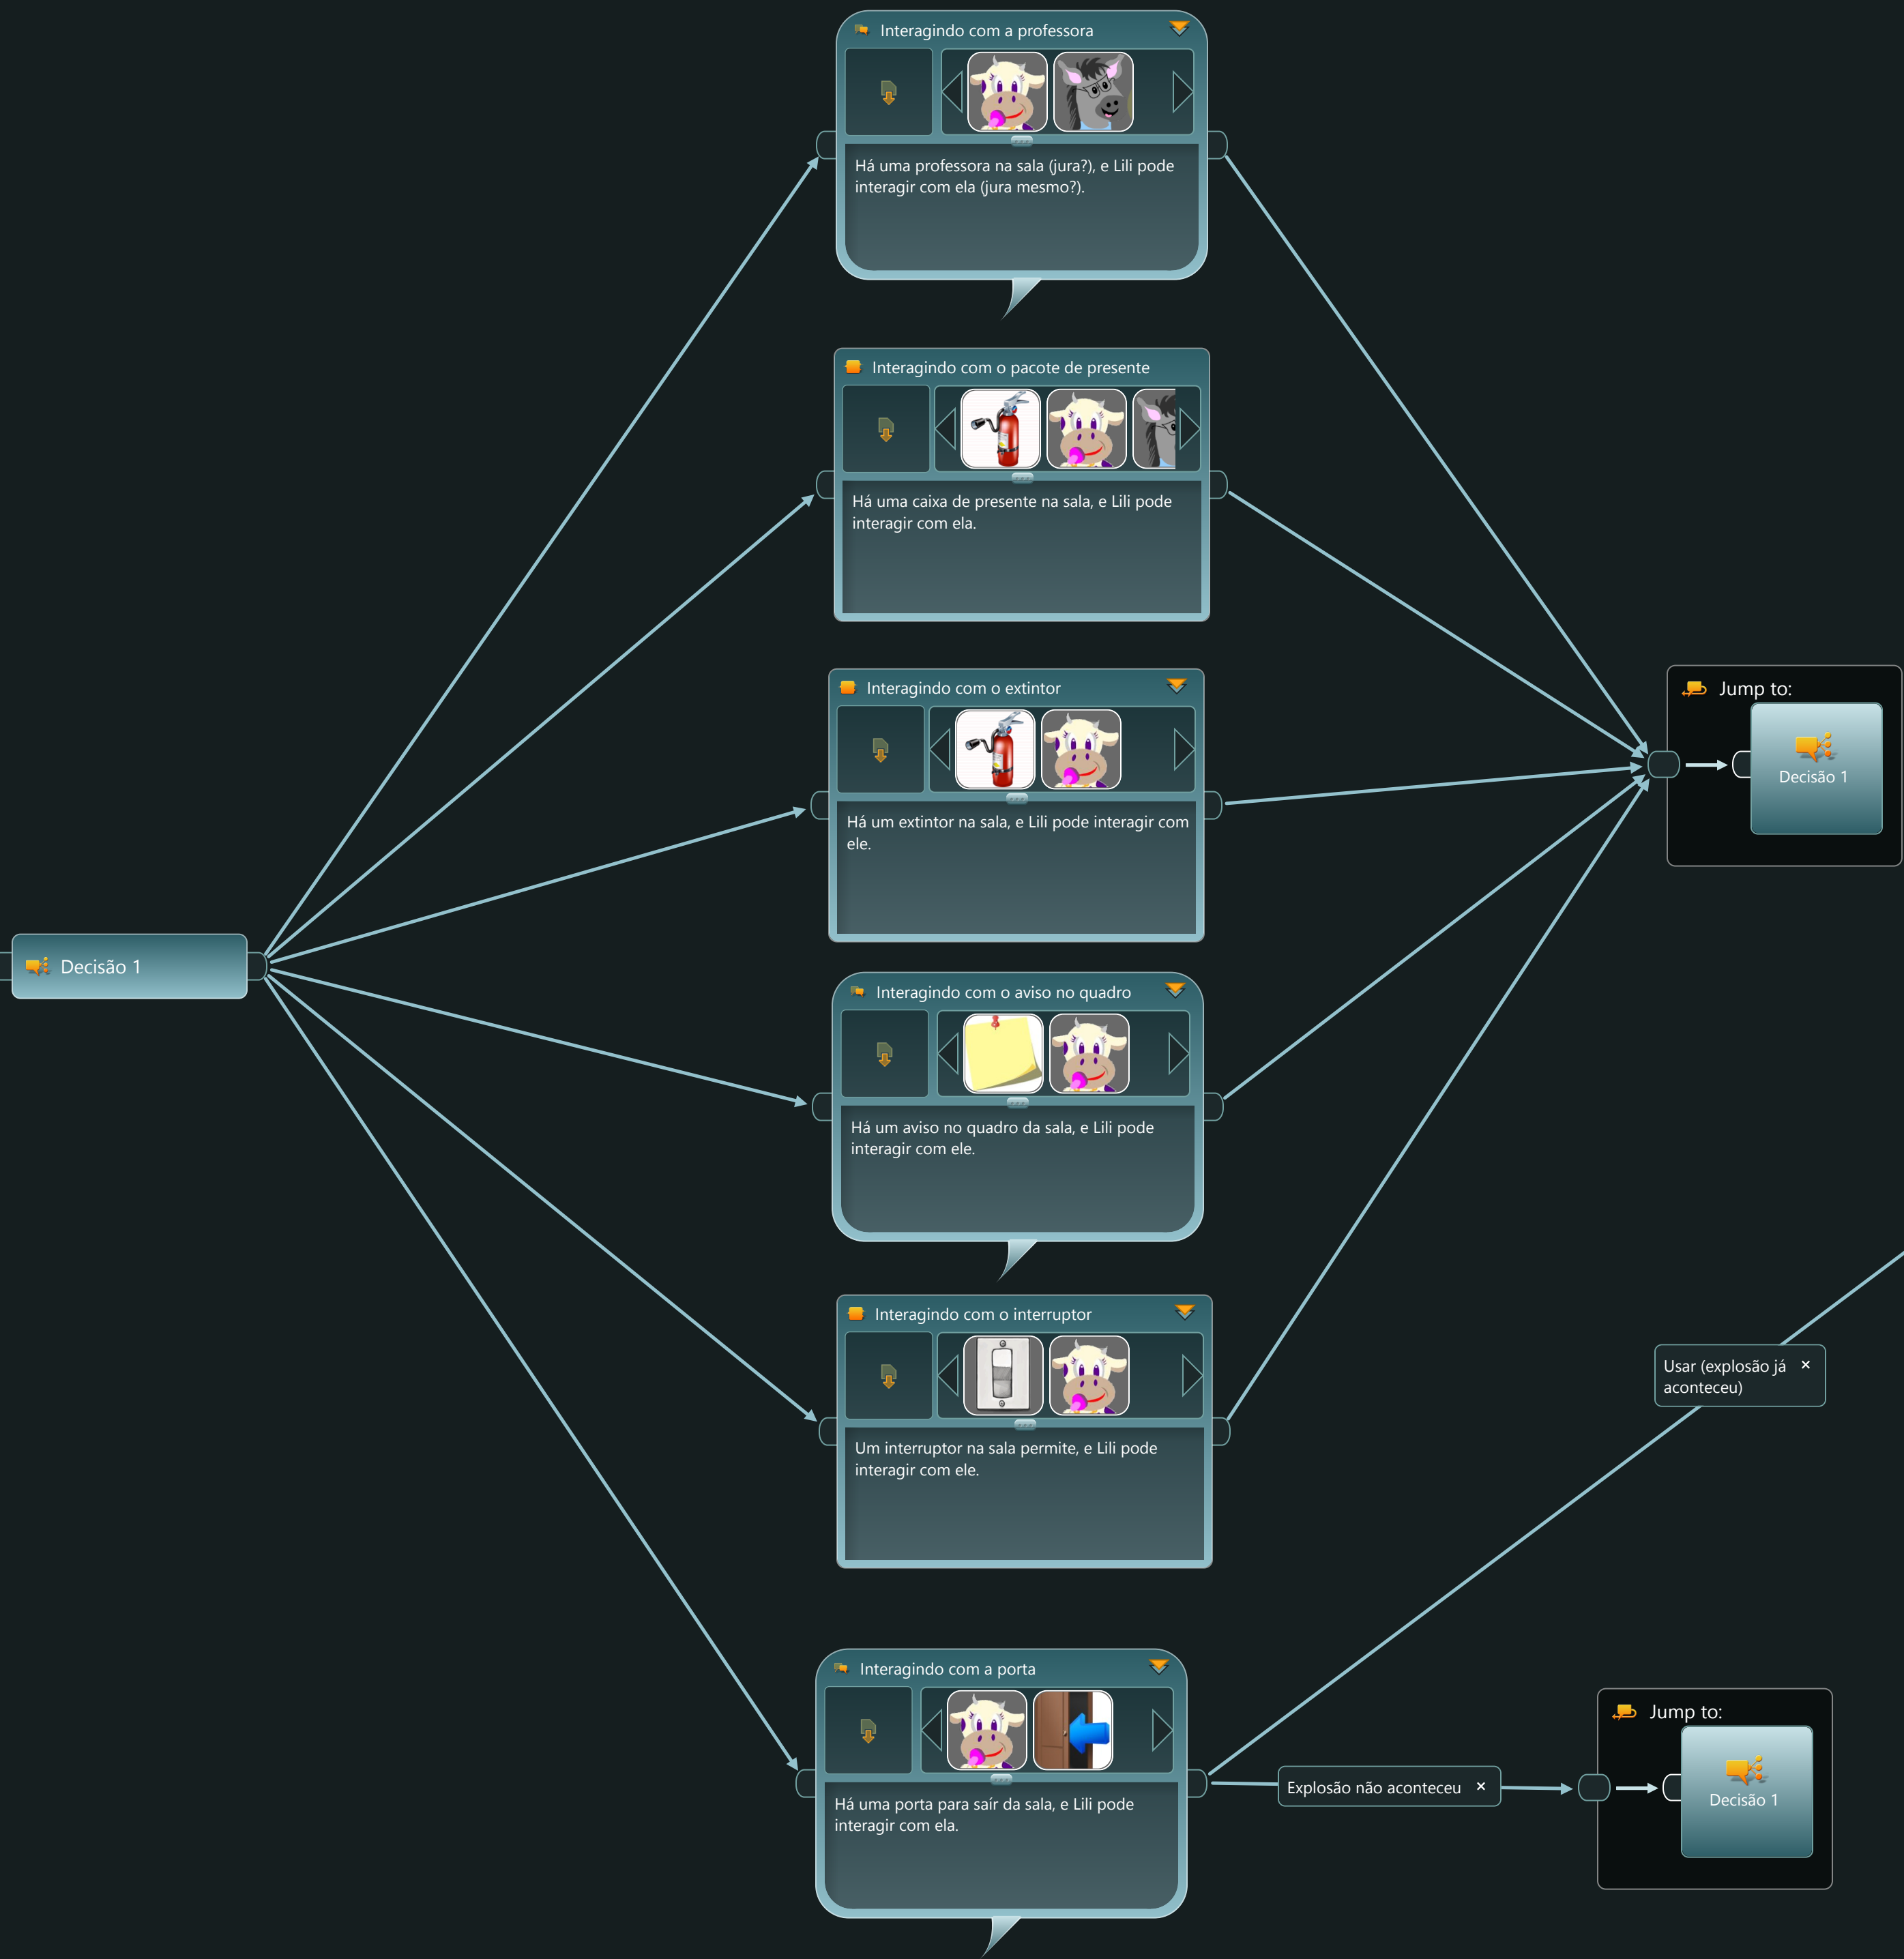 Interagindo com a professora
Há uma professora na sala (jura?), e Lili pode
interagir com ela (jura mesmo?).
Interagindo com o pacote de presente
Há uma caixa de presente na sala, e Lili pode
interagir com ela.
Interagindo com o extintor
Há um extintor na sala, e Lili pode interagir com
ele.
Jump to:
Decisão 1
Decisão 1
Interagindo com o aviso no quadro
Há um aviso no quadro da sala, e Lili pode
interagir com ele.
Interagindo com o interruptor
Um interruptor na sala permite, e Lili pode
interagir com ele.
Usar (explosão já
aconteceu)
Interagindo com a porta
Há uma porta para saír da sala, e Lili pode
interagir com ela.
Explosão não aconteceu
Jump to:
Decisão 1